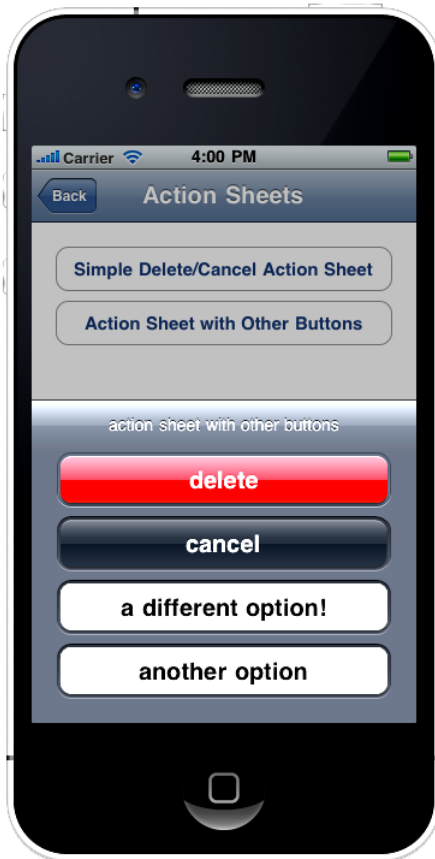 Carrier 4:00 PM
Back Action Sheets
Simple Delete/Cancel Action Sheet
Action Sheet with Other Buttons
action sheet with other buttons
delete
cancel
a different option!
another option